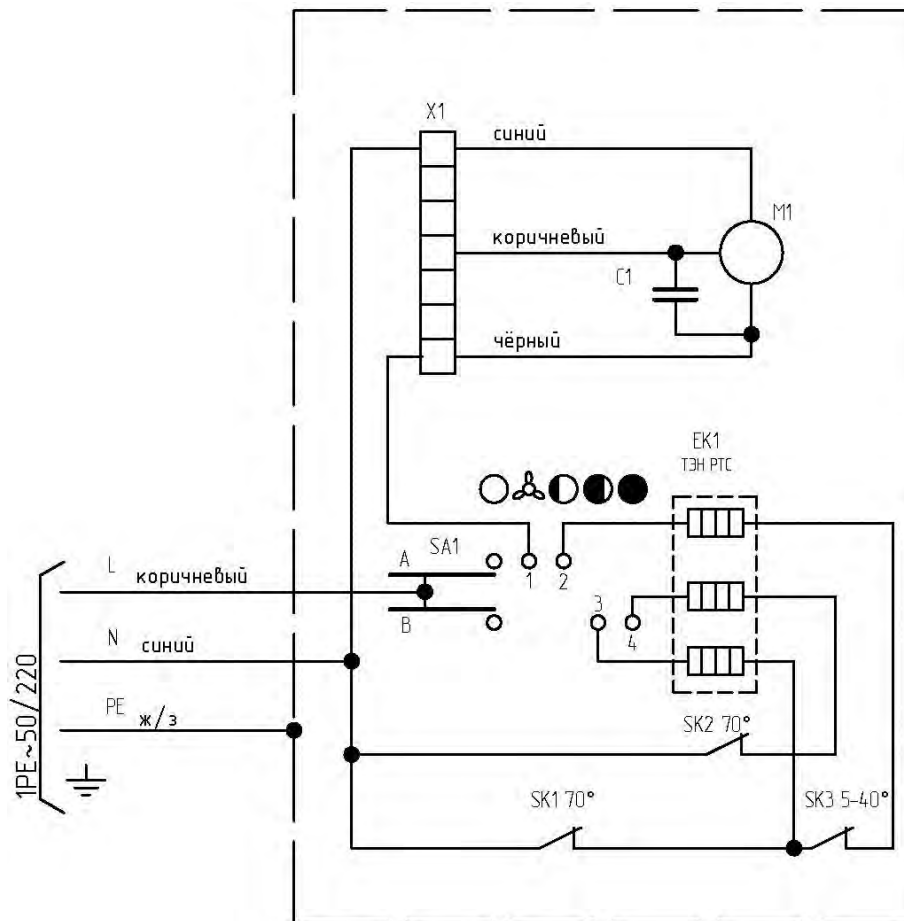 X1
синий
M1
коричневый
C1
чёрный
EK1
ТЭН РТС
A
SA1
1
2
L
коричневый
B
3
4
N
синий
PE
ж/з
SK2 70°
1PE~50/220
SK1 70°
SK3 5-40°